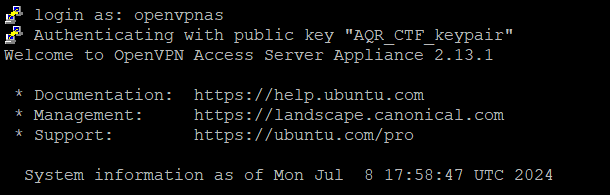 login as: openvpnas
Authenticating with public key "AQR_CTF_keypair"
Welcome to OpenVPN Access Server Appliance 2.13.1
* Documentation: https://help.ubuntu.com
* Management: https://landscape.canonical.com
* Support: https://ubuntu.com/pro
System information as of Mon Jul 8 17:58:47 UTC 2024